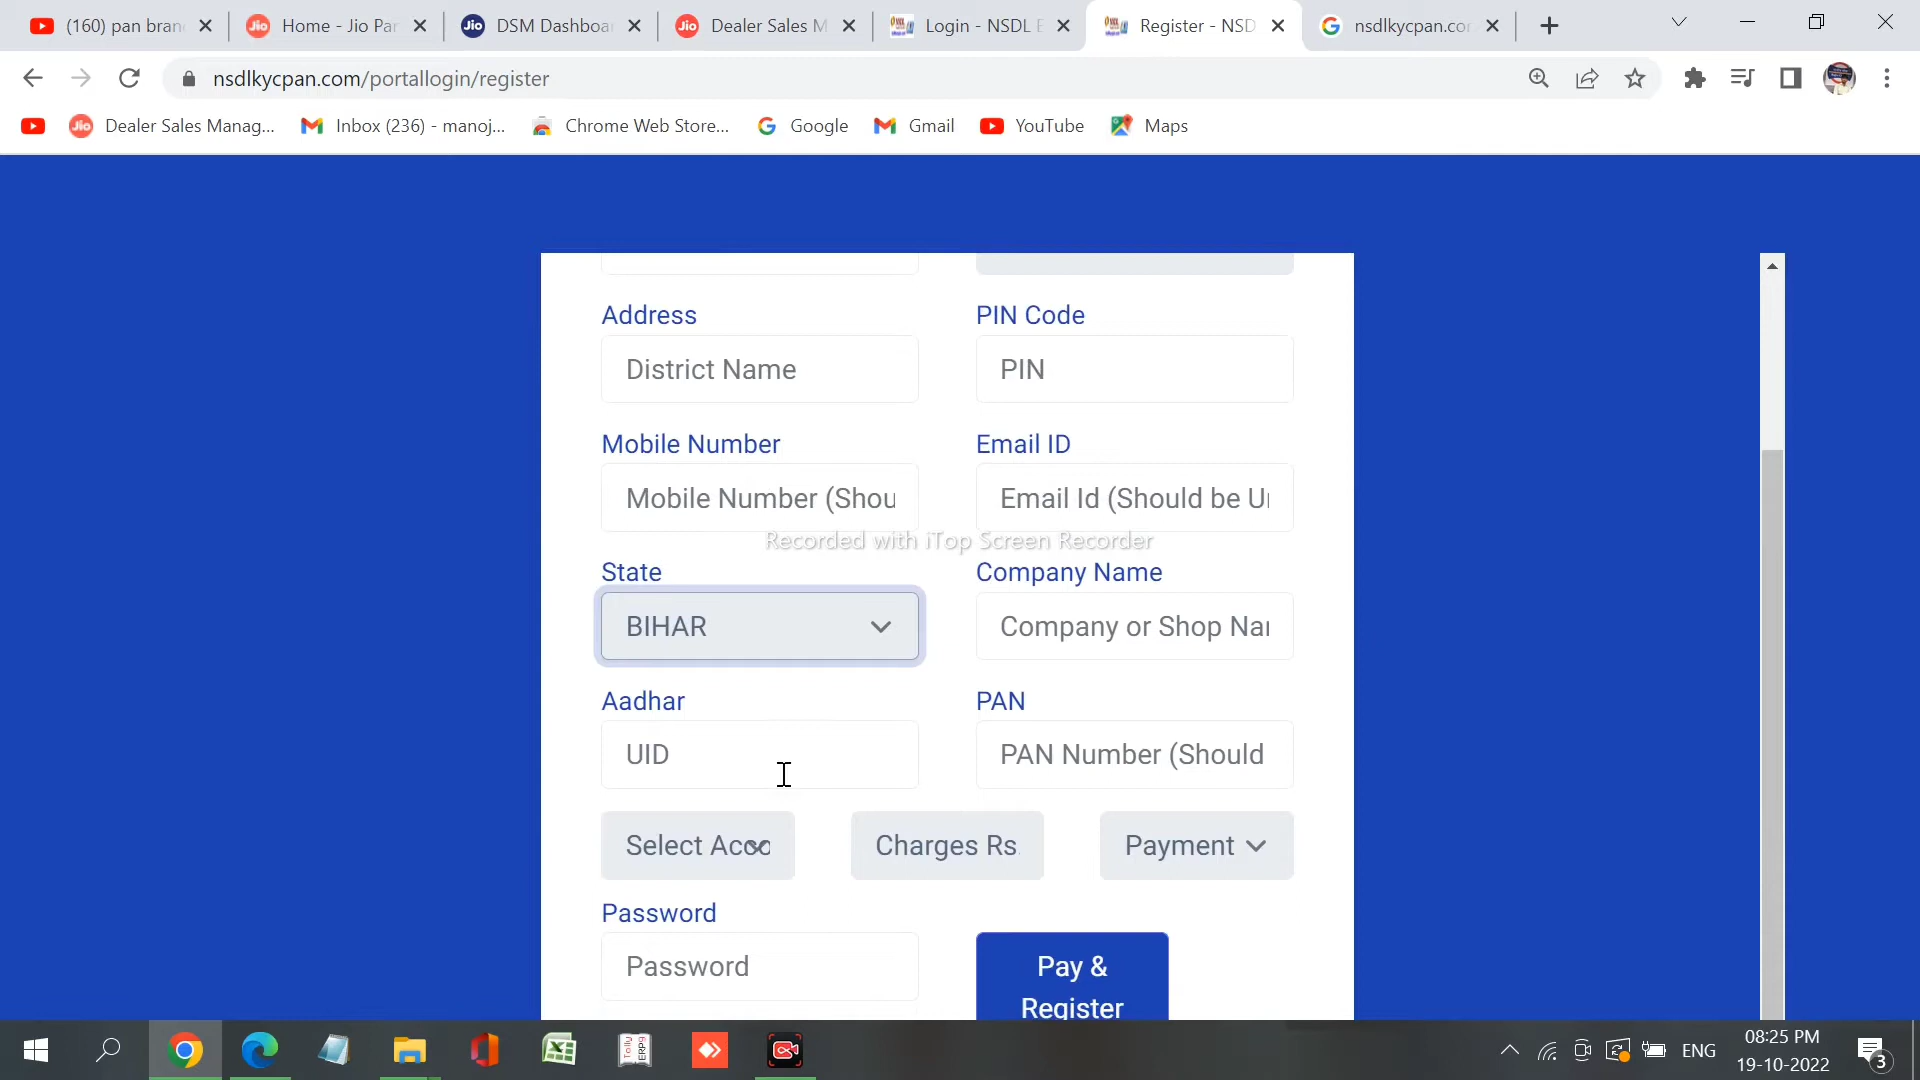 (160) pan bran
Home - Jio Par
DSM Dashboar
Dealer Sales M
Login - NSDL E
Register - NSD
nsdlkycpan.cor
nsdlkycpan.com/portallogin/register
Dealer Sales Manag...
Inbox (236) - manoj...
Chrome Web Store...
Google
Gmail
YouTube
Maps
Address
PIN Code
District Name
PIN
Mobile Number
Email ID
Mobile Number (Shou
Email Id (Should be U
Recorded with iTop Screen Recorder
State
Company Name
BIHAR
Company or Shop Nar
Aadhar
PAN
UID
PAN Number (Should
Select Acco
Charges Rs
Payment
Password
Password
Pay &
Register
08:25 PM
ENG
19-10-2022
3